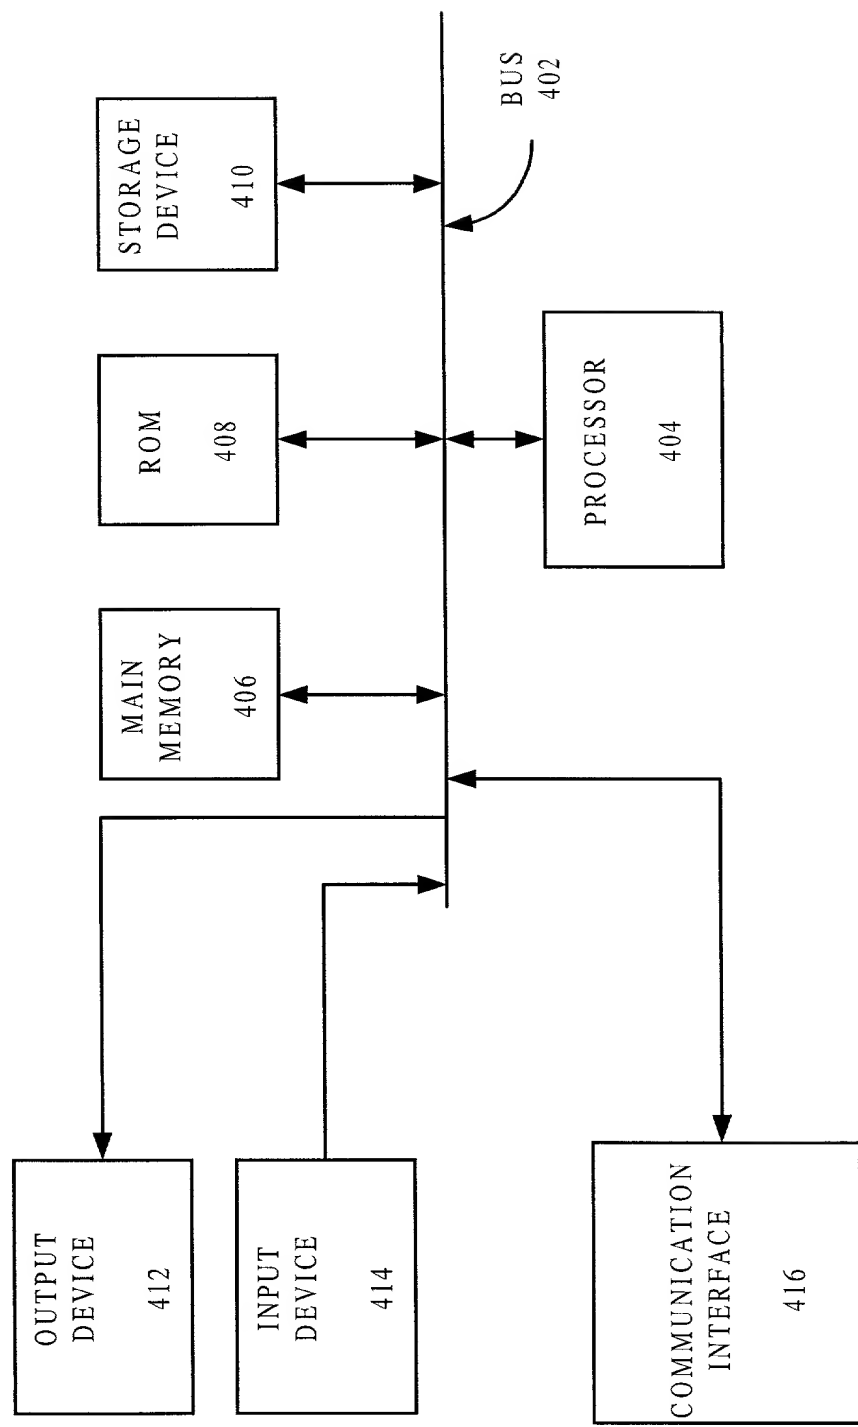 OUTPUT
DEVICE
412
INPUT
DEVICE
414
COMMUNICATION
INTERFACE
416
MAIN
MEMORY
406
ROM
408
STORAGE
DEVICE
410
PROCESSOR
404
BUS
402